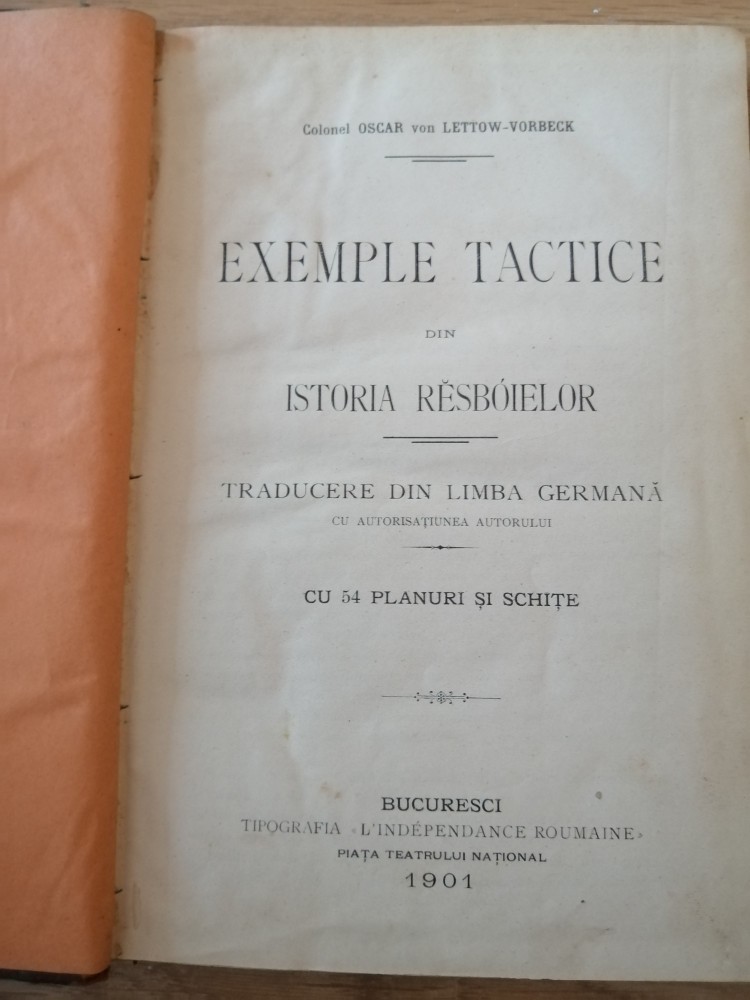 Colonel OSCAR von LETTOW-VORBECK
EXEMPLE TACTICE
DIN
ISTORIA RĔSBÓIELOR
TRADUCERE DIN LIMBA GERMANĂ
CU AUTORISAȚIUNEA AUTORULUI
CU 54 PLANURI ȘI SCHIȚE
BUCURESCI
TIPOGRAFIA «L'INDÉPENDANCE ROUMAINE»
PIAȚA TEATRULUI NAȚIONAL
1901